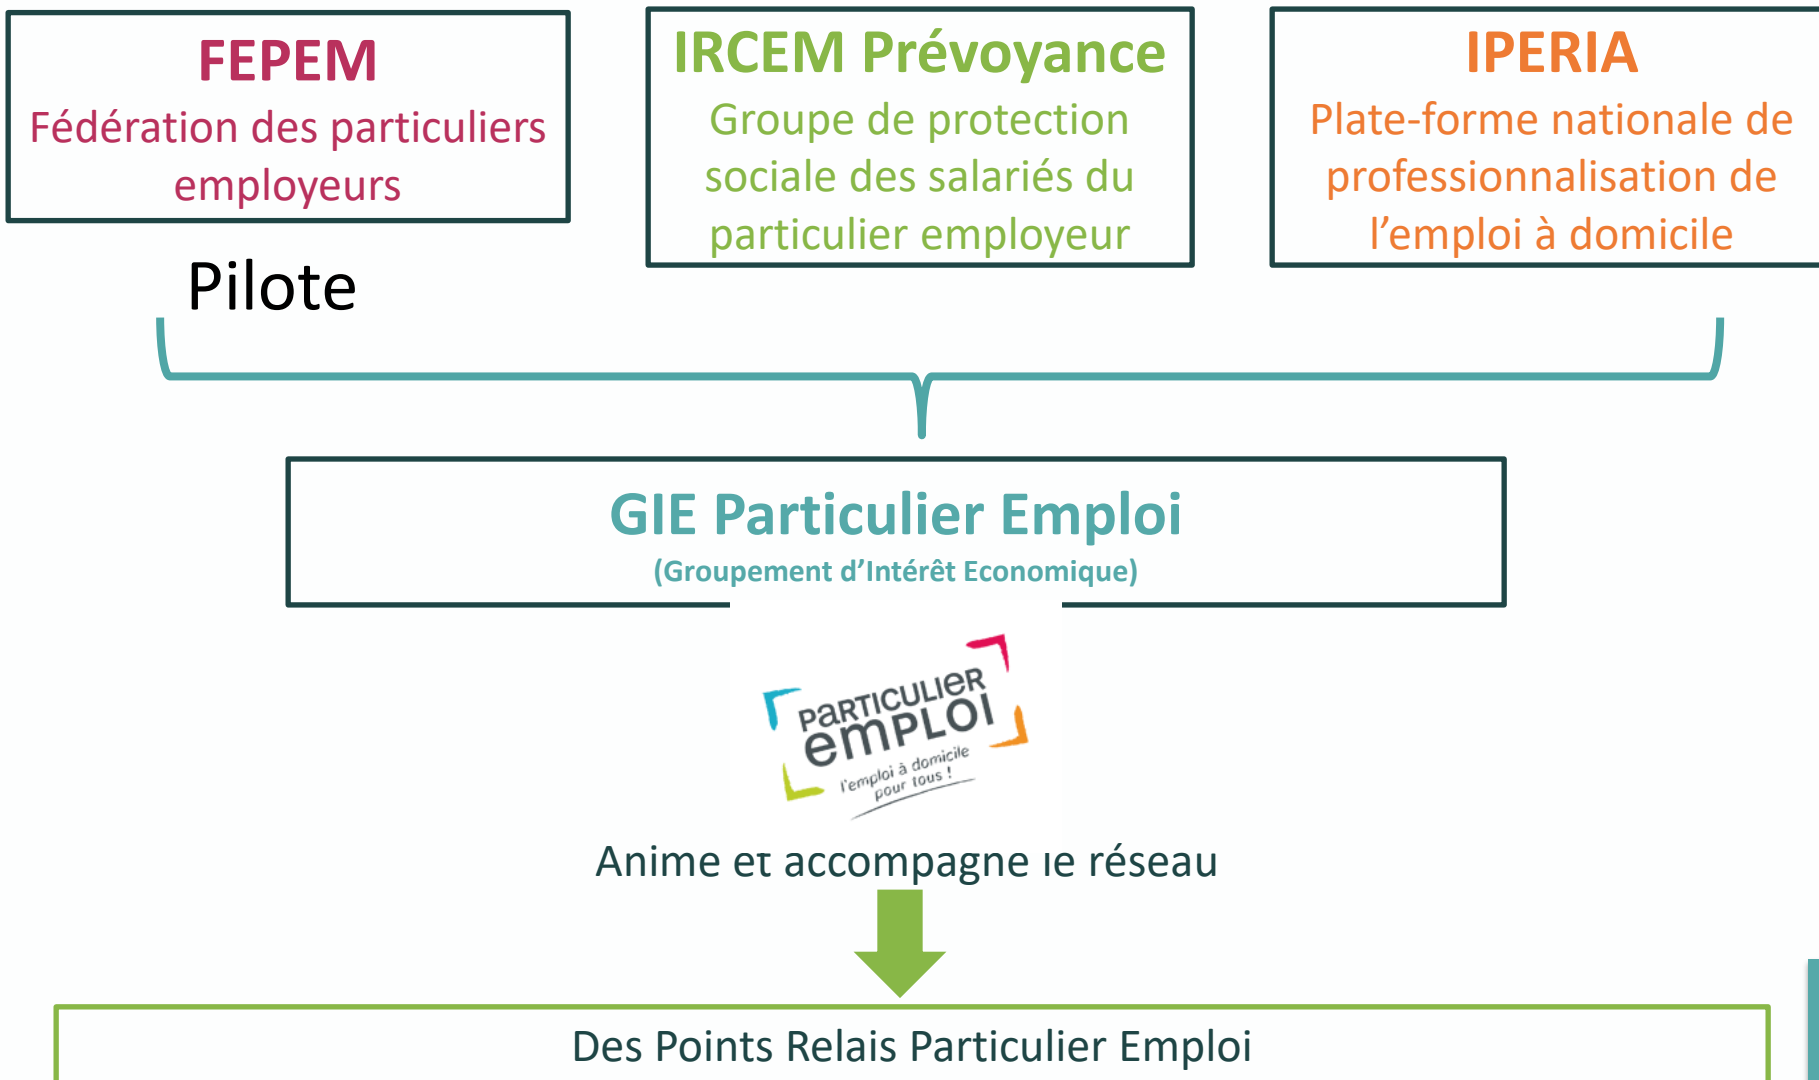 FEPEM
Fédération des particuliers
employeurs
IRCEM Prévoyance
Groupe de protection
sociale des salariés du
particulier employeur
IPERIA
Plate-forme nationale de
professionnalisation de
l’emploi à domicile
Pilote
GIE Particulier Emploi
(Groupement d’Intérêt Economique)
PaRTICULIeR
emPLOI
l'emploi à domicile
pour tous !
Anime et accompagne le réseau
Des Points Relais Particulier Emploi